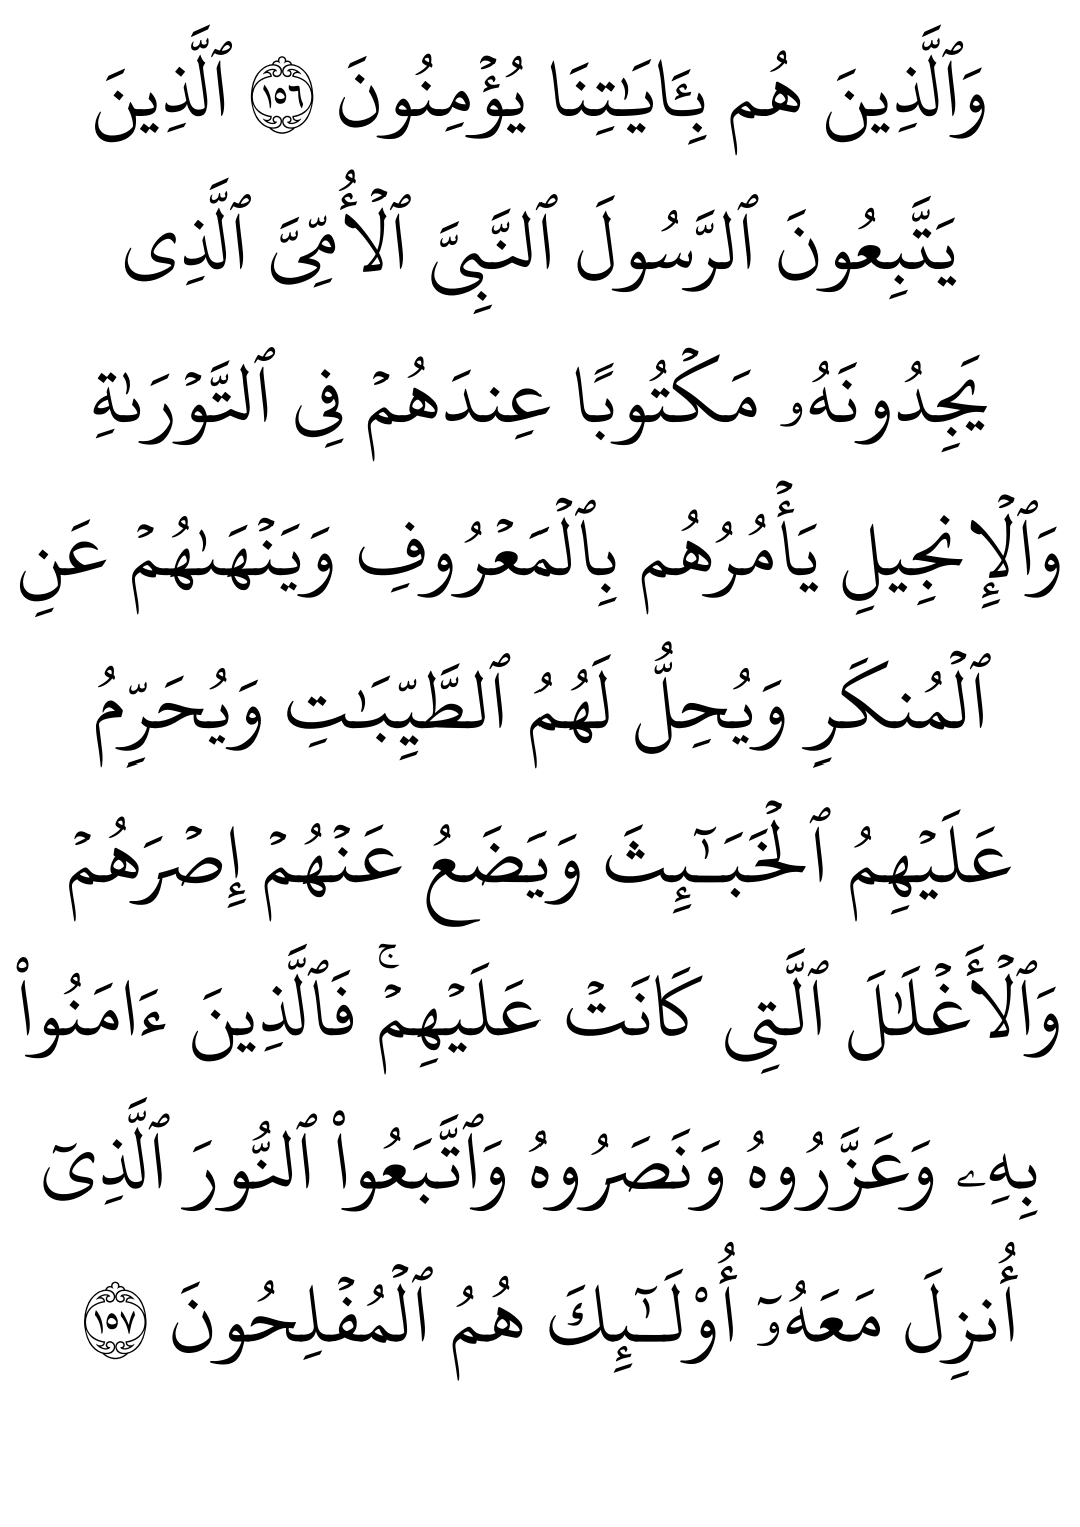 وَٱلَّذِينَ هُم بِـَٔايَـٰتِنَا يُؤۡمِنُونَ ١٥٦ ٱلَّذِينَ
يَتَّبِعُونَ ٱلرَّسُولَ ٱلنَّبِىَّ ٱلۡأُمِّىَّ ٱلَّذِى
يَجِدُونَهُۥ مَكۡتُوبًا عِندَهُمۡ فِى ٱلتَّوۡرَىٰةِ
وَٱلۡإِنجِيلِ يَأۡمُرُهُم بِٱلۡمَعۡرُوفِ وَيَنۡهَىٰهُمۡ عَنِ
ٱلۡمُنكَرِ وَيُحِلُّ لَهُمُ ٱلطَّيِّبَـٰتِ وَيُحَرِّمُ
عَلَيۡهِمُ ٱلۡخَبَـٰٓئِثَ وَيَضَعُ عَنۡهُمۡ إِصۡرَهُمۡ
وَٱلۡأَغۡلَـٰلَ ٱلَّتِى كَانَتۡ عَلَيۡهِمۡۚ فَٱلَّذِينَ ءَامَنُوا۟
بِهِۦ وَعَزَّرُوهُ وَنَصَرُوهُ وَٱتَّبَعُوا۟ ٱلنُّورَ ٱلَّذِىٓ
أُنزِلَ مَعَهُۥٓ أُو۟لَـٰٓئِكَ هُمُ ٱلۡمُفۡلِحُونَ ١٥٧